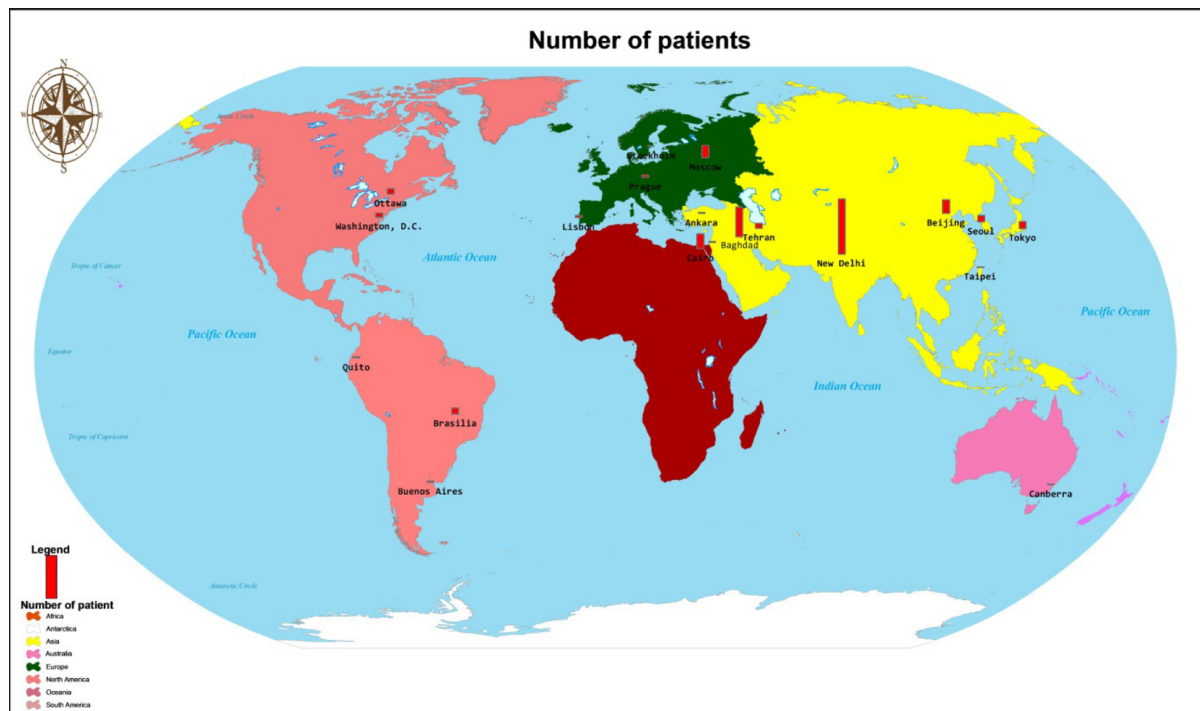 Number of patients
N
W
E
S
Arctic Circle
Stockholm
Moscow
Prague
Ottawa
Washington, D.C.
Lisbon
Ankara
Baghdad
Tehran
Cairo
New Delhi
Beijing
Seoul
Tokyo
Taipei
Atlantic Ocean
Tropic of Cancer
Pacific Ocean
Pacific Ocean
Equator
Quito
Indian Ocean
Brasilia
Tropic of Capricorn
Buenos Aires
Canberra
Antarctic Circle
Legend
Number of patient
Africa
Antarctica
Asia
Australia
Europe
North America
Oceania
South America